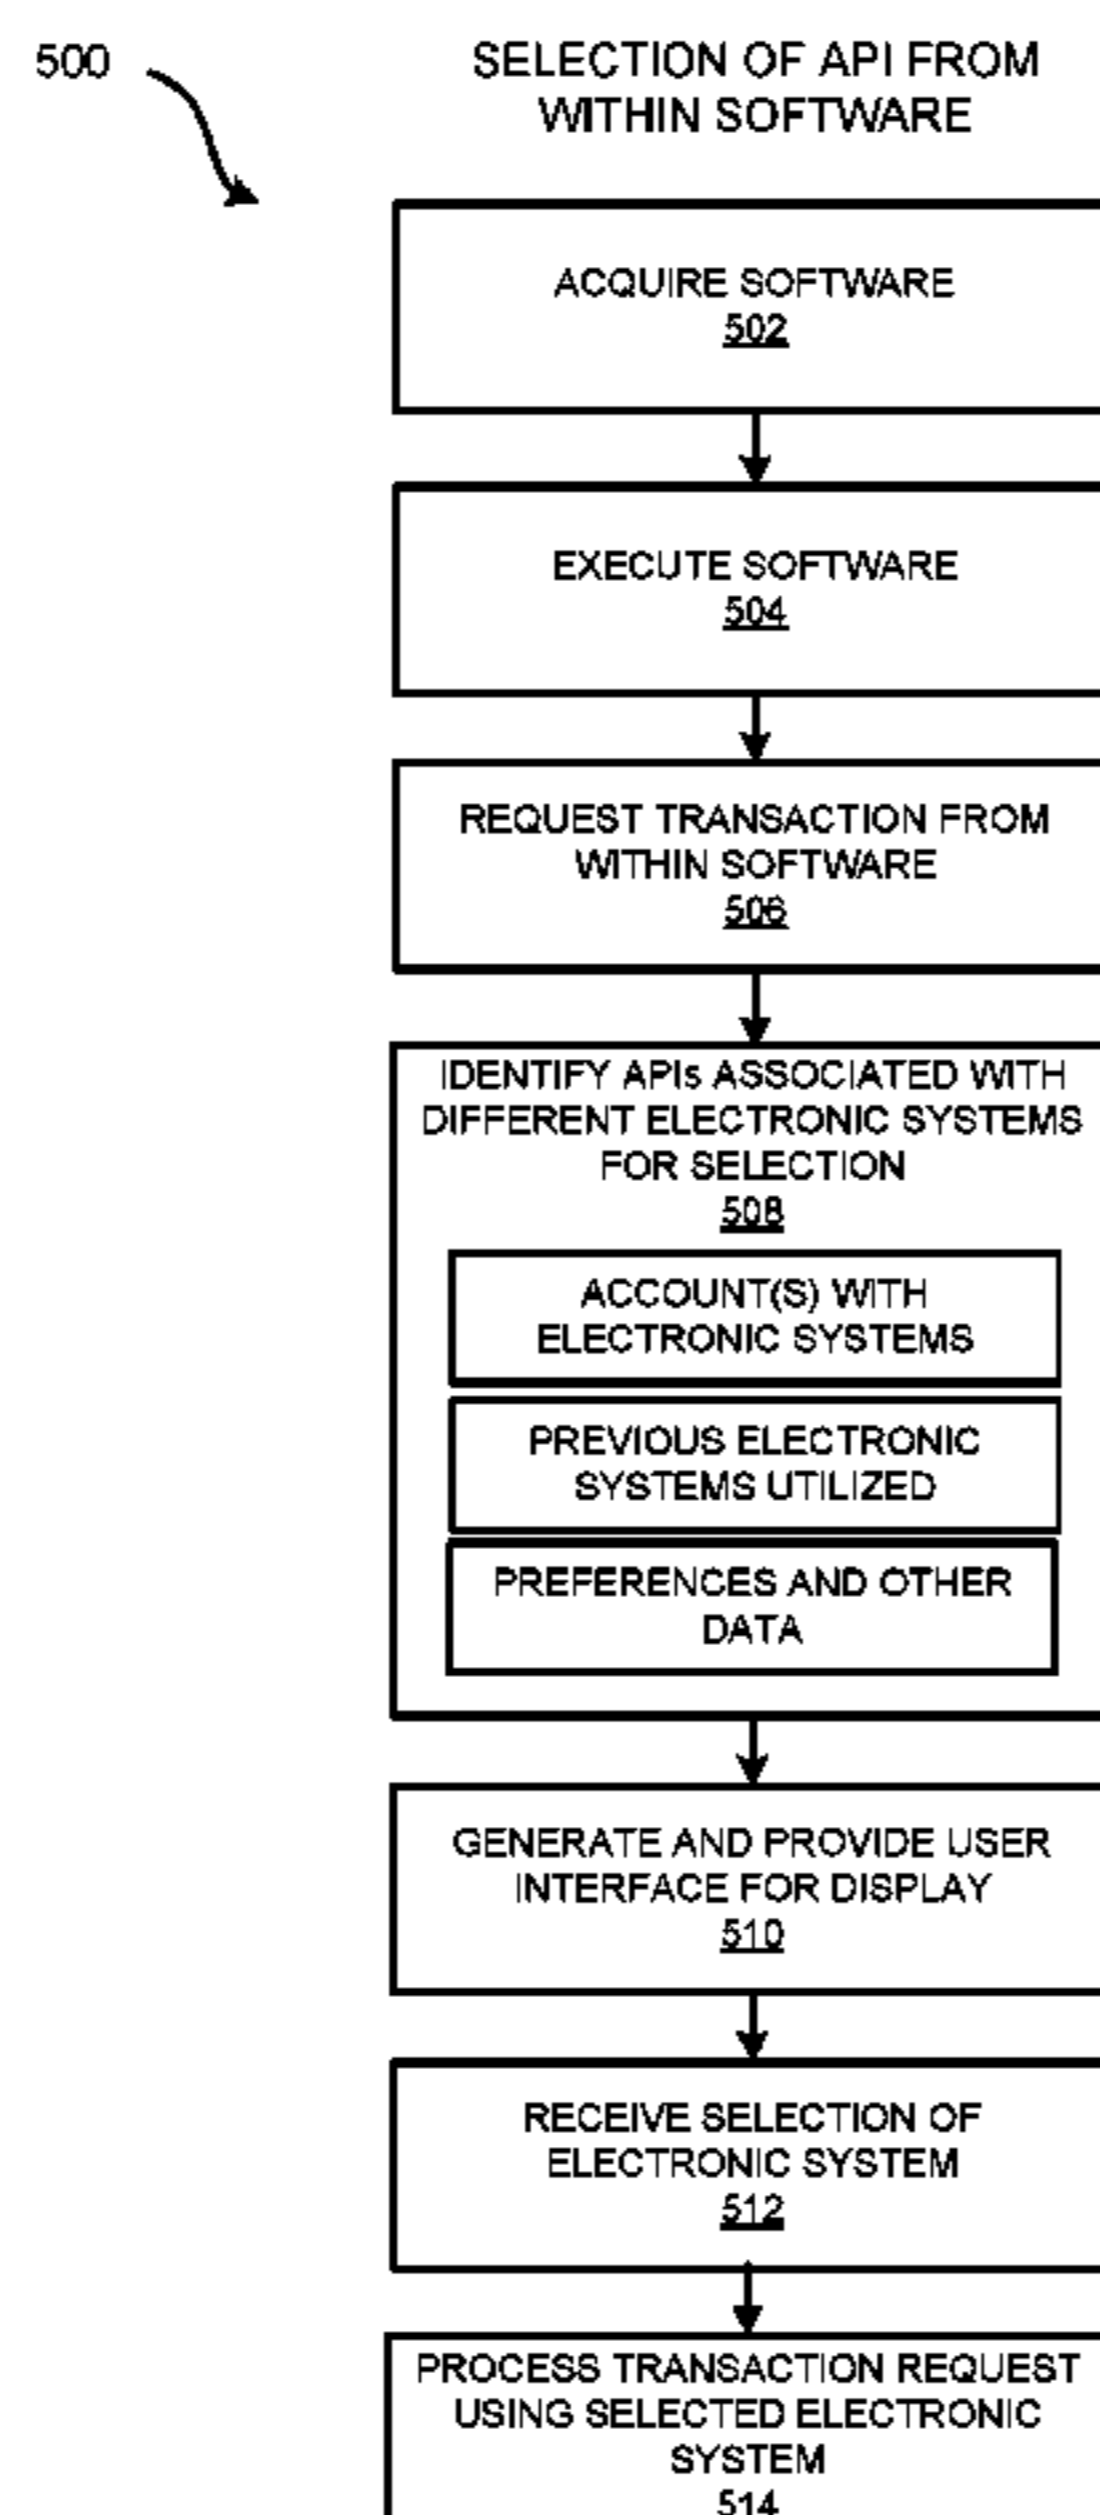 500
SELECTION OF API FROM
WITHIN SOFTWARE
ACQUIRE SOFTWARE
502
EXECUTE SOFTWARE
504
REQUEST TRANSACTION FROM
WITHIN SOFTWARE
506
IDENTIFY APIs ASSOCIATED WITH
DIFFERENT ELECTRONIC SYSTEMS
FOR SELECTION
508
ACCOUNT(S) WITH
ELECTRONIC SYSTEMS
PREVIOUS ELECTRONIC
SYSTEMS UTILIZED
PREFERENCES AND OTHER
DATA
GENERATE AND PROVIDE USER
INTERFACE FOR DISPLAY
510
RECEIVE SELECTION OF
ELECTRONIC SYSTEM
512
PROCESS TRANSACTION REQUEST
USING SELECTED ELECTRONIC
SYSTEM
514